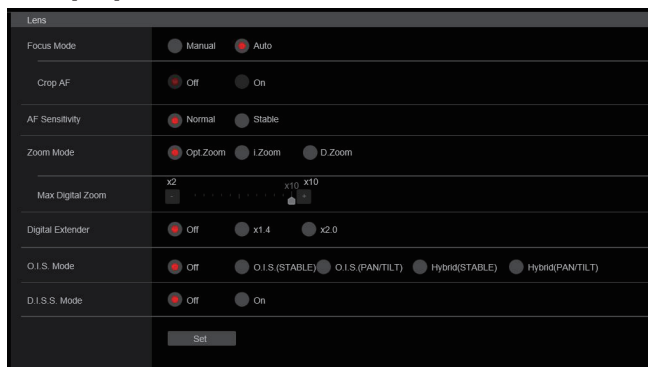 Lens
Focus Mode Manual Auto
Crop AF Off On
AF Sensitivity Normal Stable
Zoom Mode Opt.Zoom i.Zoom D.Zoom
x2 x10 x10
Max Digital Zoom - +
Digital Extender Off x1.4 x2.0
O.I.S. Mode Off O.I.S.(STABLE) O.I.S.(PAN/TILT) Hybrid(STABLE) Hybrid(PAN/TILT)
D.I.S.S. Mode Off On
Set